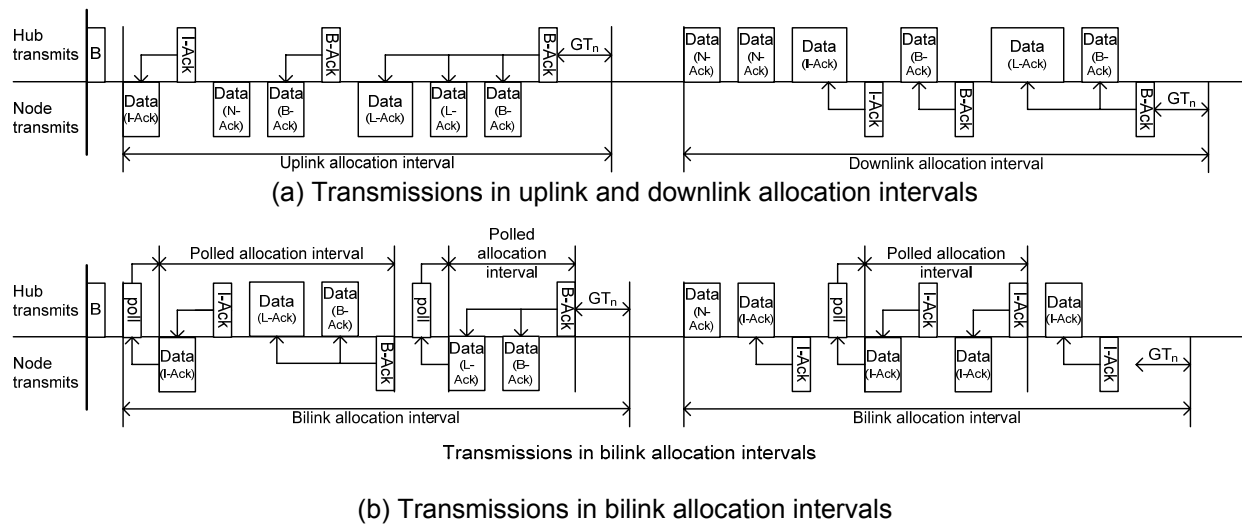 Hub
transmits
B
Data
(I-Ack)
I-Ack
Data
(N-
Ack)
Data
(B-
Ack)
B-Ack
Data
(L-Ack)
Data
(L-
Ack)
Data
(B-
Ack)
B-Ack
GTn
Node
transmits
Uplink allocation interval
Data
(N-
Ack)
Data
(N-
Ack)
Data
(I-Ack)
I-Ack
Data
(B-
Ack)
B-Ack
Data
(L-Ack)
Data
(B-
Ack)
B-Ack
GTn
Downlink allocation interval
(a) Transmissions in uplink and downlink allocation intervals
Polled allocation interval
Polled
allocation
interval
Polled allocation
interval
Hub
transmits
B
poll
Data
(I-Ack)
I-Ack
Data
(L-Ack)
Data
(B-
Ack)
B-Ack
poll
Data
(L-
Ack)
Data
(B-
Ack)
B-Ack
GTn
Node
transmits
Bilink allocation interval
Data
(N-
Ack)
Data
(I-Ack)
I-Ack
poll
Data
(I-Ack)
I-Ack
Data
(I-Ack)
I-Ack
Data
(I-Ack)
I-Ack
GTn
Bilink allocation interval
Transmissions in bilink allocation intervals
(b) Transmissions in bilink allocation intervals